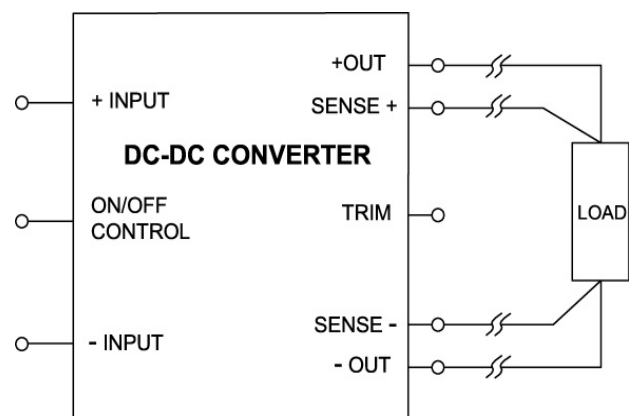 +OUT
+ INPUT
SENSE +
DC-DC CONVERTER
ON/OFF
CONTROL
TRIM
LOAD
SENSE -
- INPUT
- OUT